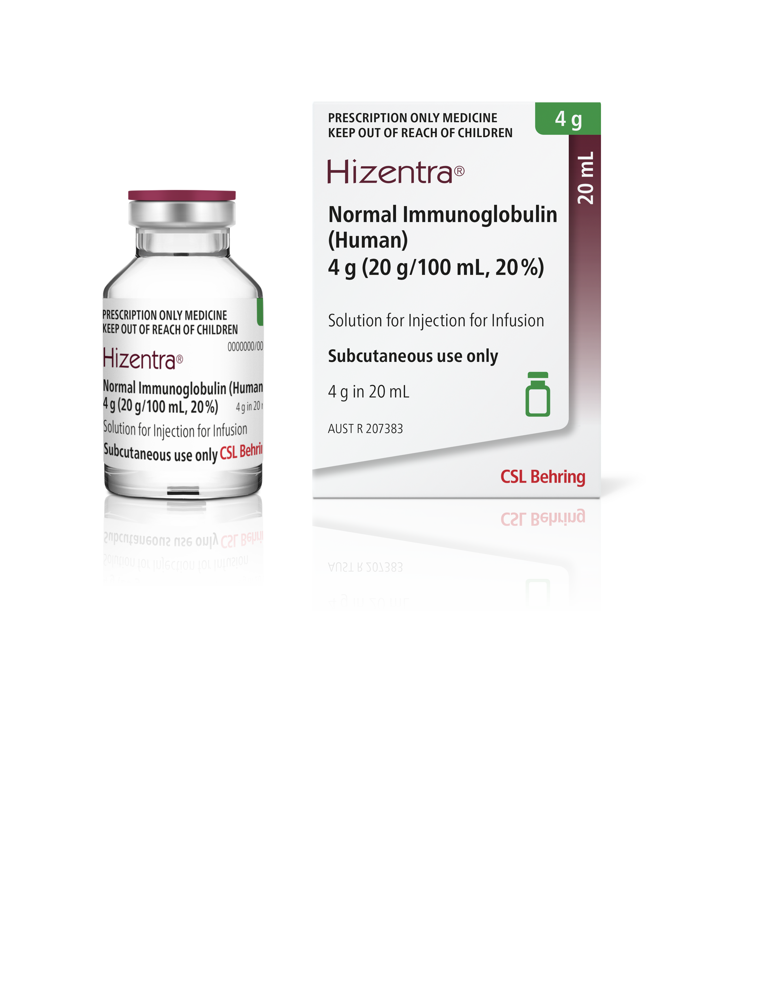 PRESCRIPTION ONLY MEDICINE
KEEP OUT OF REACH OF CHILDREN
0000000/00
Hizentra®
Normal Immunoglobulin (Human
4 g (20 g/100 mL, 20%) 4 g in 20
Solution for Injection for Infusion
Subcutaneous use only CSL Behri
PRESCRIPTION ONLY MEDICINE
KEEP OUT OF REACH OF CHILDREN
4 g
20 mL
Hizentra®
Normal Immunoglobulin
(Human)
4 g (20 g/100 mL, 20%)
Solution for Injection for Infusion
Subcutaneous use only
4 g in 20 mL
AUST R 207383
CSL Behring